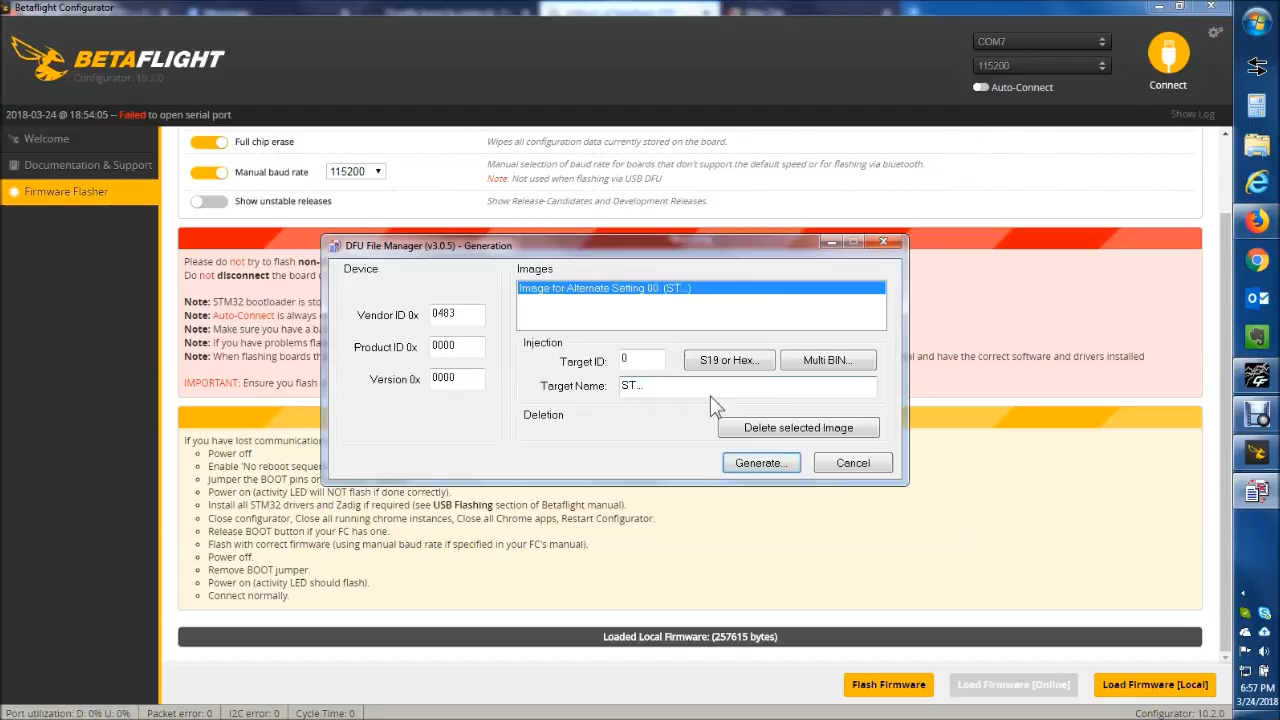 Betaflight Configurator
BETAFLIGHT
Configurator: 10.2.0
COM7
115200
Auto-Connect
Connect
2018-03-24 @ 18:54:05 -- Failed to open serial port
Show Log
Welcome
Documentation & Support
Firmware Flasher
Full chip erase
Wipes all configuration data currently stored on the board.
Manual baud rate
115200
Manual selection of baud rate for boards that don't support the default speed or for flashing via bluetooth.
Note: Not used when flashing via USB DFU
Show unstable releases
Show Release-Candidates and Development Releases.
Please do not try to flash non-
Do not disconnect the board
Note: STM32 bootloader is sto
Note: Auto-Connect is always
Note: Make sure you have a ba
Note: If you have problems fla
Note: When flashing boards th
and have the correct software and drivers installed
IMPORTANT: Ensure you flash
DFU File Manager (v3.0.5) - Generation
Device
Vendor ID 0x
0483
Product ID 0x
0000
Version 0x
0000
Images
Image for Alternate Setting 00 (ST...)
Injection
Target ID:
0
S19 or Hex...
Multi BIN...
Target Name:
ST...
Deletion
Delete selected Image
Generate...
Cancel
If you have lost communication
Power off
Enable 'No reboot sequen
Jumper the BOOT pins or
Power on (activity LED will NOT flash if done correctly).
Install all STM32 drivers and Zadig if required (see USB Flashing section of Betaflight manual).
Close configurator, Close all running chrome instances, Close all Chrome apps, Restart Configurator.
Release BOOT button if your FC has one.
Flash with correct firmware (using manual baud rate if specified in your FC's manual).
Power off.
Remove BOOT jumper.
Power on (activity LED should flash).
Connect normally.
Loaded Local Firmware: (257615 bytes)
Flash Firmware
Load Firmware [Online]
Load Firmware [Local]
Port utilization: D: 0% U: 0%
Packet error: 0
I2C error: 0
Cycle Time: 0
Configurator: 10.2.0
6:57 PM
3/24/2018